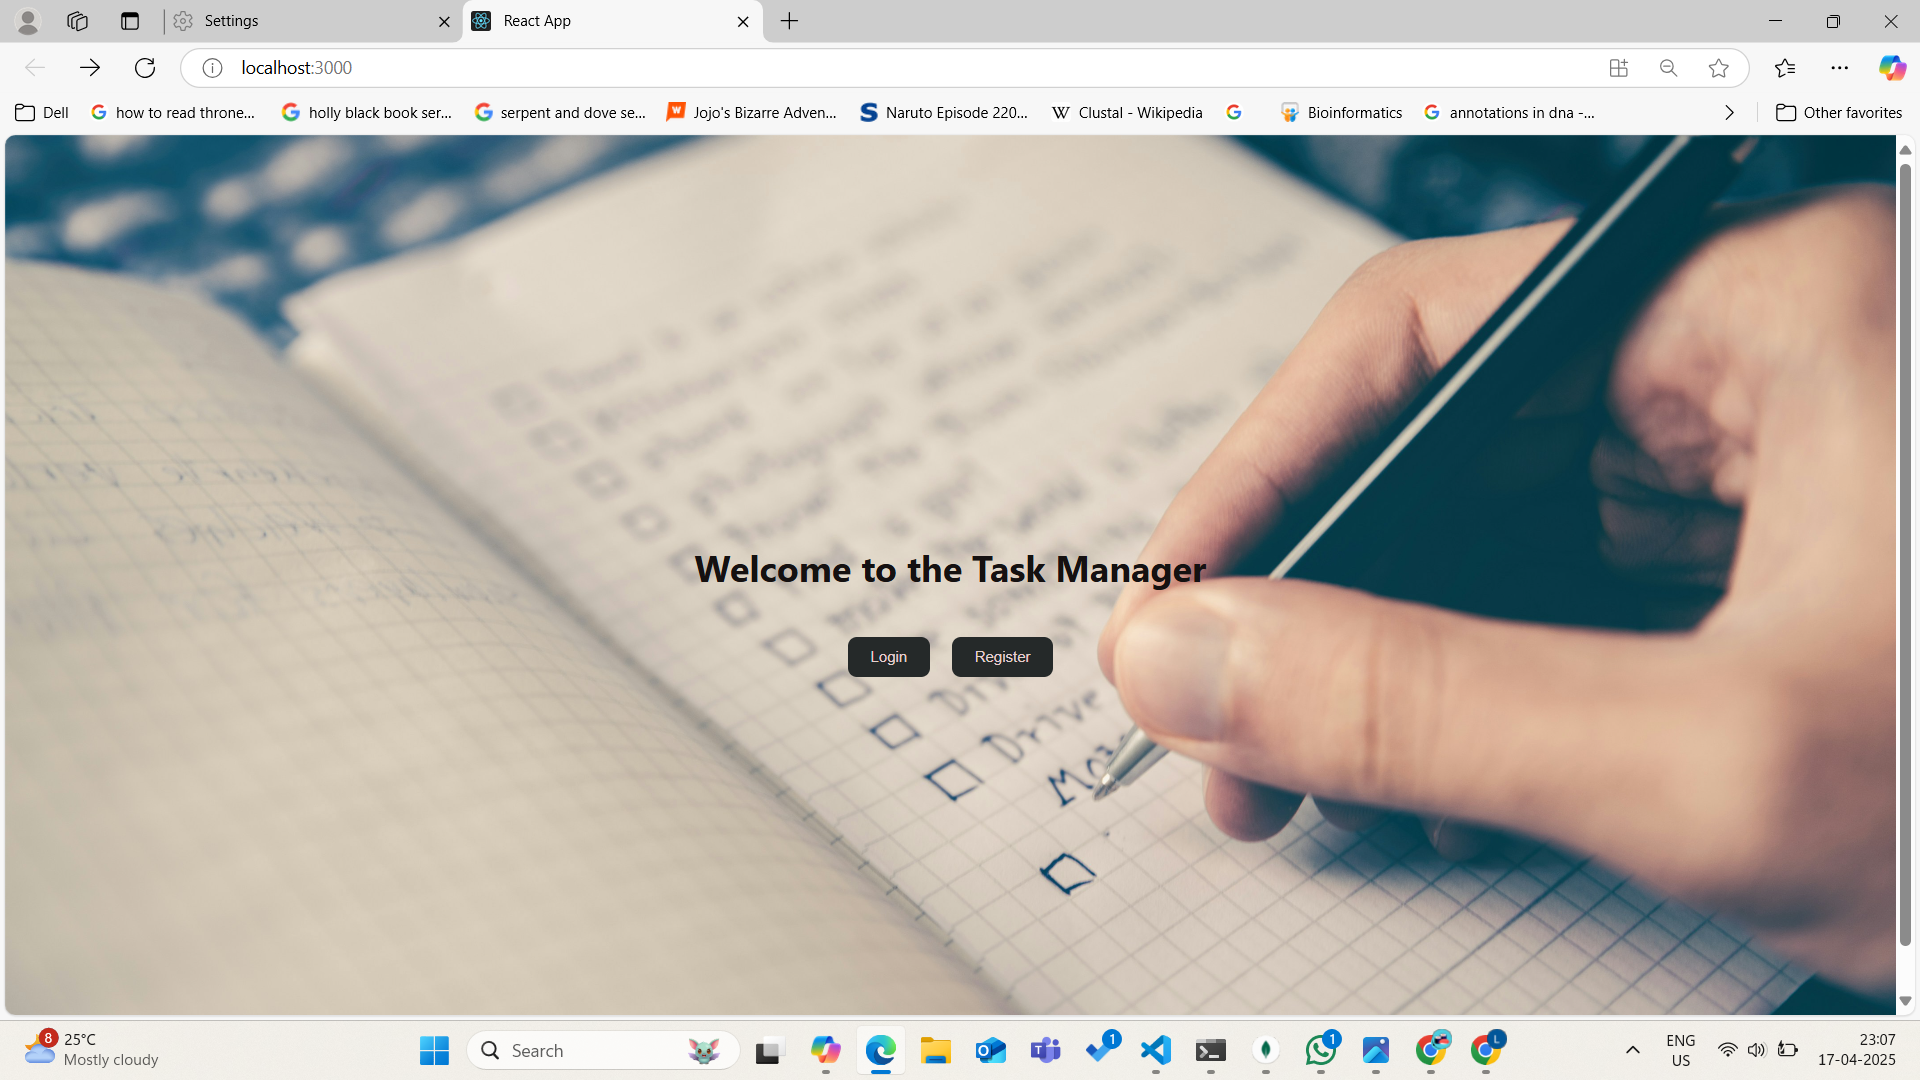 Settings
React App
localhost:3000
Dell
how to read throne...
holly black book ser...
serpent and dove se...
Jojo's Bizarre Adven...
Naruto Episode 220...
Clustal - Wikipedia
Bioinformatics
annotations in dna -...
Other favorites
Welcome to the Task Manager
Login
Register
Drive
8
25°C
Mostly cloudy
Search
1
1
L
ENG
US
23:07
17-04-2025